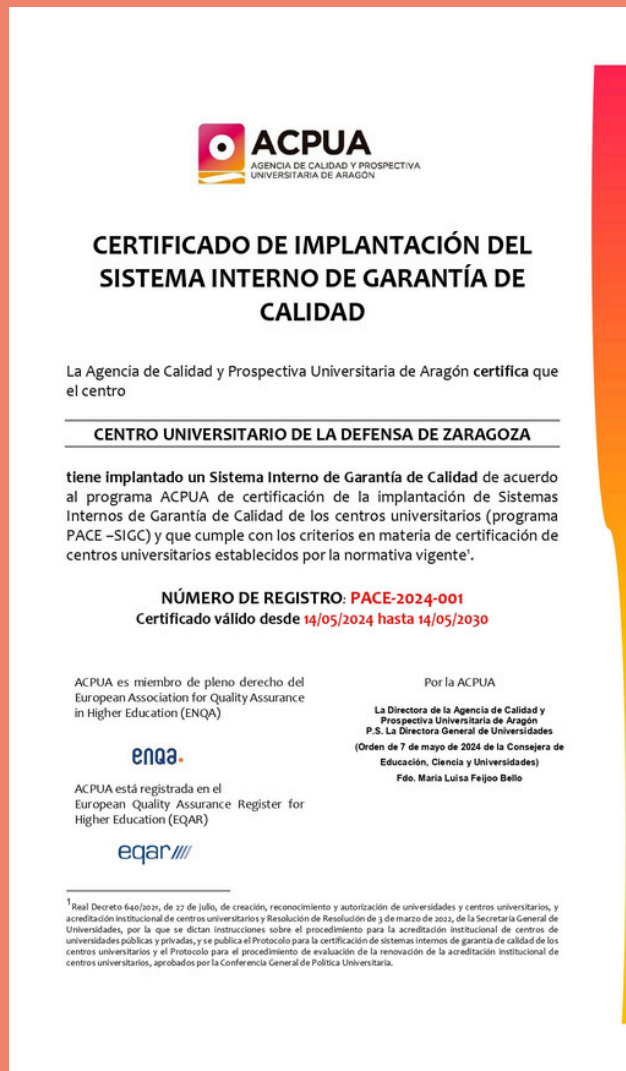 ACPUA
AGENCIA DE CALIDAD Y PROSPECTIVA
UNIVERSITARIA DE ARAGÓN
CERTIFICADO DE IMPLANTACIÓN DEL
SISTEMA INTERNO DE GARANTÍA DE
CALIDAD
La Agencia de Calidad y Prospectiva Universitaria de Aragón certifica que
el centro
CENTRO UNIVERSITARIO DE LA DEFENSA DE ZARAGOZA
tiene implantado un Sistema Interno de Garantía de Calidad de acuerdo
al programa ACPUA de certificación de la implantación de Sistemas
Internos de Garantía de Calidad de los centros universitarios (programa
PACE –SIGC) y que cumple con los criterios en materia de certificación de
centros universitarios establecidos por la normativa vigente¹.
NÚMERO DE REGISTRO: PACE-2024-001
Certificado válido desde 14/05/2024 hasta 14/05/2030
ACPUA es miembro de pleno derecho del
European Association for Quality Assurance
in Higher Education (ENQA)
enqa.
ACPUA está registrada en el
European Quality Assurance Register for
Higher Education (EQAR)
eqar////
Por la ACPUA
La Directora de la Agencia de Calidad y
Prospectiva Universitaria de Aragón
P.S. La Directora General de Universidades
(Orden de 7 de mayo de 2024 de la Consejera de
Educación, Ciencia y Universidades)
Fdo. María Luisa Feijoo Bello
¹ Real Decreto 640/2021, de 27 de julio, de creación, reconocimiento y autorización de universidades y centros universitarios, y
acreditación institucional de centros universitarios y Resolución de Resolución de 3 de marzo de 2022, de la Secretaría General de
Universidades, por la que se dictan instrucciones sobre el procedimiento para la acreditación institucional de centros de
universidades públicas y privadas, y se publica el Protocolo para la certificación de sistemas internos de garantía de calidad de los
centros universitarios y el Protocolo para el procedimiento de evaluación de la renovación de la acreditación institucional de
centros universitarios, aprobados por la Conferencia General de Política Universitaria.